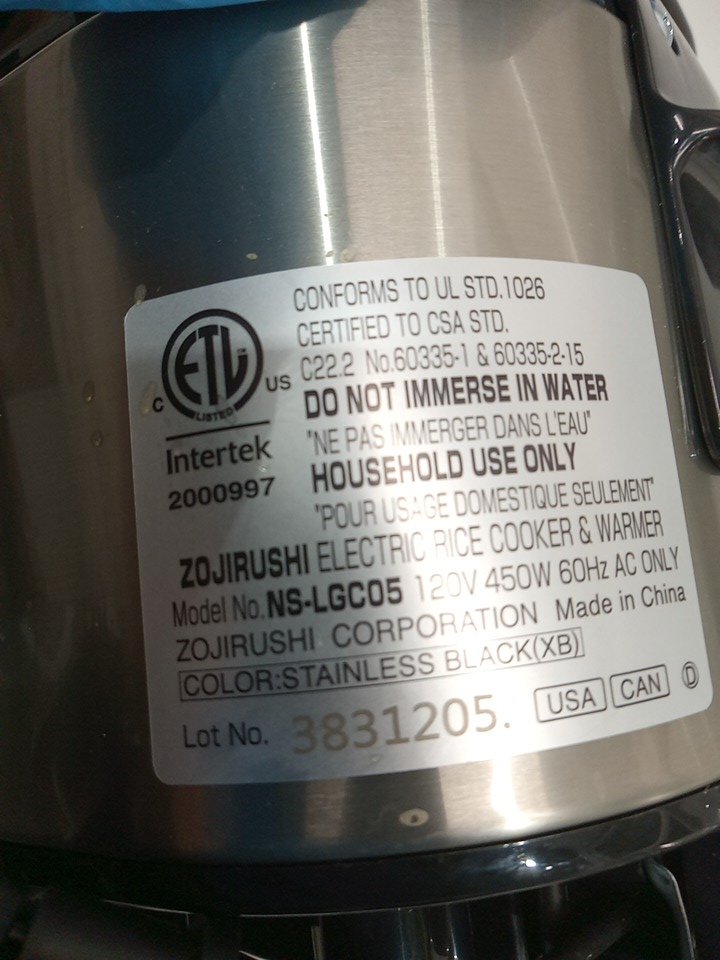 CONFORMS TO UL STD.1026
CERTIFIED TO CSA STD.
C22.2 No.60335-1 & 60335-2-15
DO NOT IMMERSE IN WATER
"NE PAS IMMERGER DANS L'EAU"
HOUSEHOLD USE ONLY
"POUR USAGE DOMESTIQUE SEULEMENT"
ETL
LISTED
C US
Intertek
2000997
ZOJIRUSHI ELECTRIC RICE COOKER & WARMER
Model No.NS-LGC05 120V 450W 60Hz AC ONLY
ZOJIRUSHI CORPORATION Made in China
COLOR:STAINLESS BLACK(XB)
Lot No. 3831205. USA CAN D